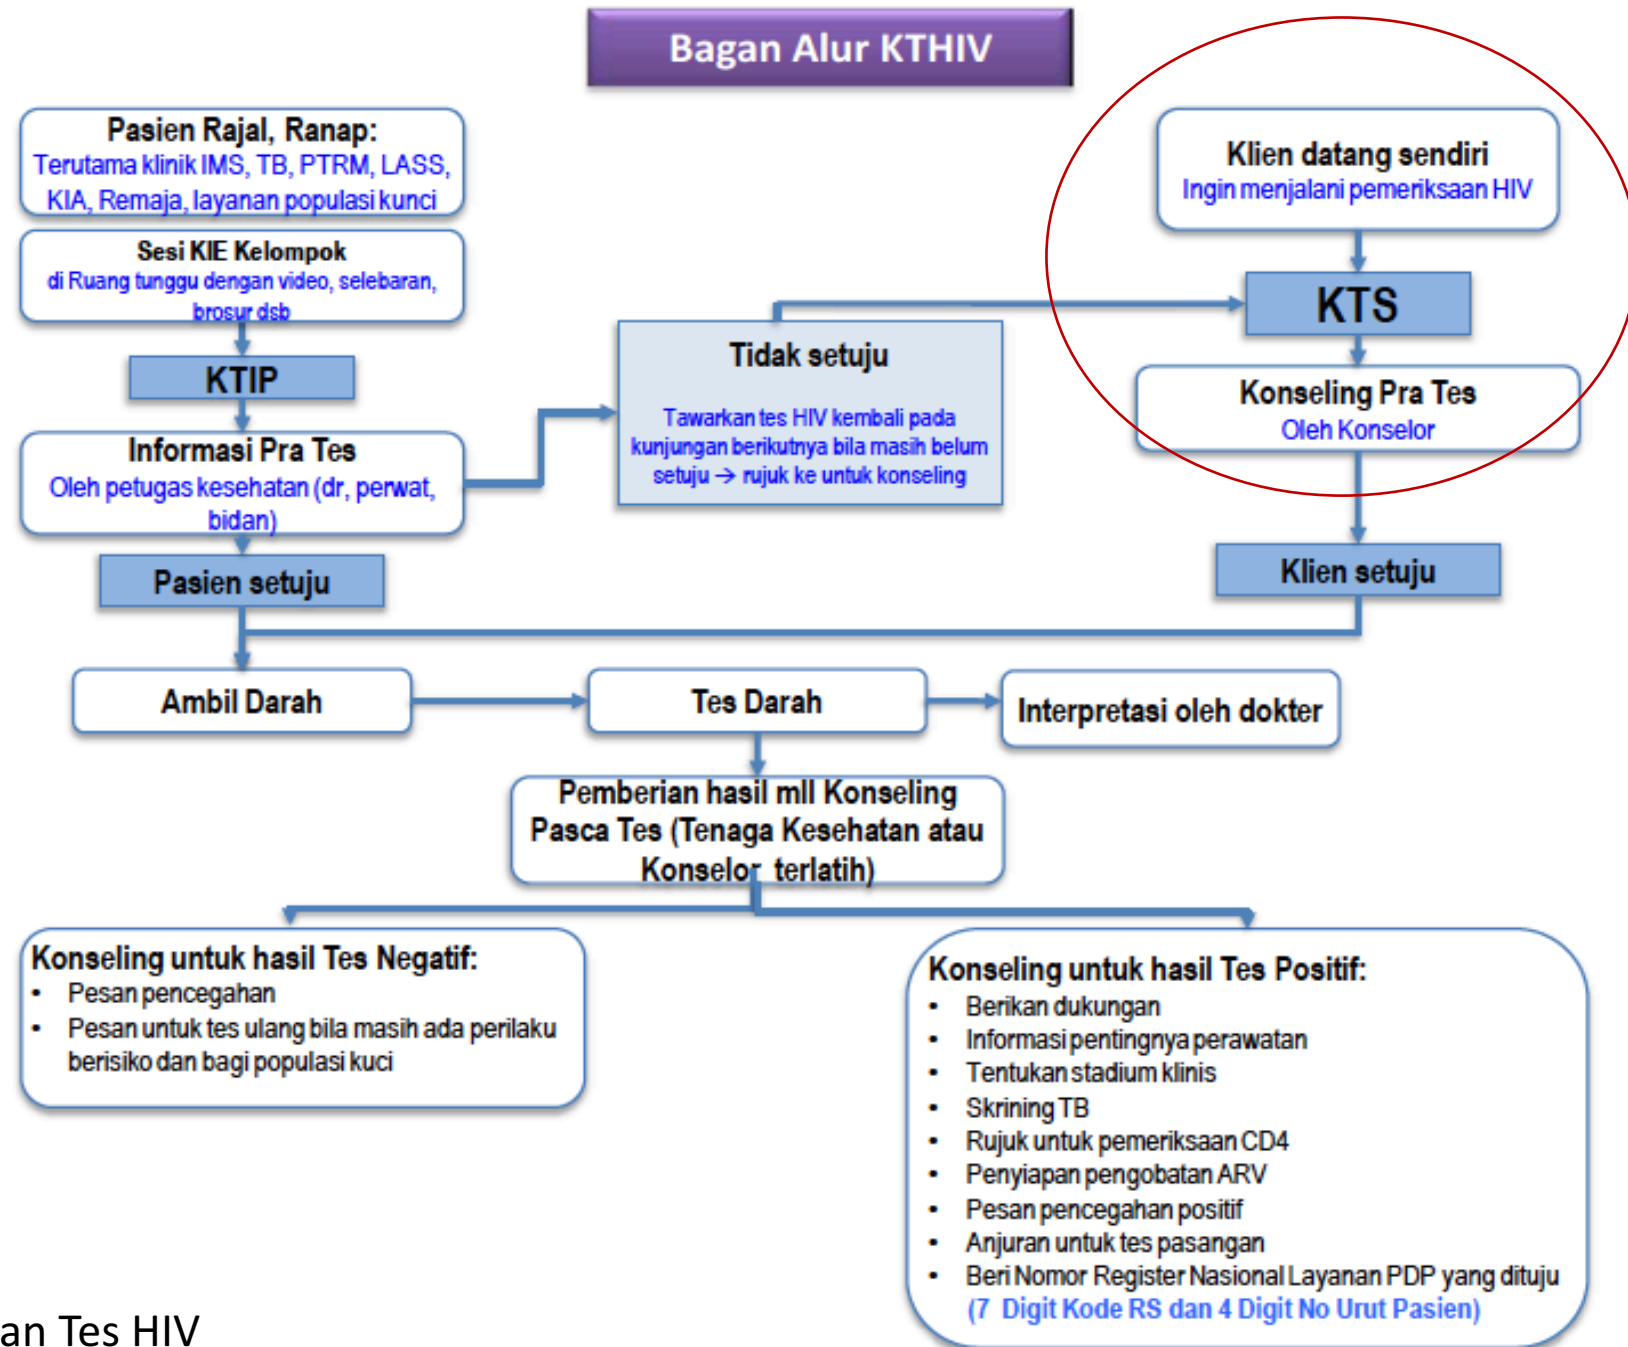 Bagan Alur KTHIV
Pasien Rajal, Ranap:
Terutama klinik IMS, TB, PTRM, LASS,
KIA, Remaja, layanan populasi kunci
Sesi KIE Kelompok
di Ruang tunggu dengan video, selebaran,
brosur dsb
KTIP
Informasi Pra Tes
Oleh petugas kesehatan (dr, perwat,
bidan)
Pasien setuju
Tidak setuju
Tawarkan tes HIV kembali pada
kunjungan berikutnya bila masih belum
setuju → rujuk ke untuk konseling
Klien datang sendiri
Ingin menjalani pemeriksaan HIV
KTS
Konseling Pra Tes
Oleh Konselor
Klien setuju
Ambil Darah
Tes Darah
Interpretasi oleh dokter
Pemberian hasil mll Konseling
Pasca Tes (Tenaga Kesehatan atau
Konselor terlatih)
Konseling untuk hasil Tes Negatif:
• Pesan pencegahan
• Pesan untuk tes ulang bila masih ada perilaku
berisiko dan bagi populasi kuci
Konseling untuk hasil Tes Positif:
• Berikan dukungan
• Informasi pentingnya perawatan
• Tentukan stadium klinis
• Skrining TB
• Rujuk untuk pemeriksaan CD4
• Penyiapan pengobatan ARV
• Pesan pencegahan positif
• Anjuran untuk tes pasangan
• Beri Nomor Register Nasional Layanan PDP yang dituju
(7 Digit Kode RS dan 4 Digit No Urut Pasien)
an Tes HIV